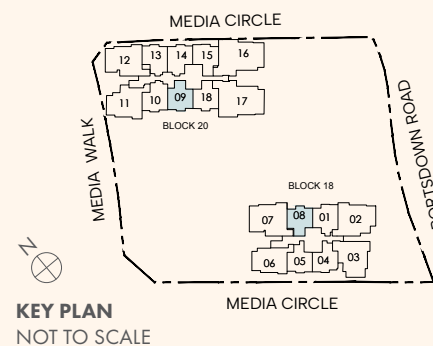 MEDIA CIRCLE
12
13
14
15
16
11
10
09
18
17
BLOCK 20
MEDIA WALK
PORTSDOWN ROAD
BLOCK 18
07
08
01
02
06
05
04
03
N
MEDIA CIRCLE
KEY PLAN
NOT TO SCALE